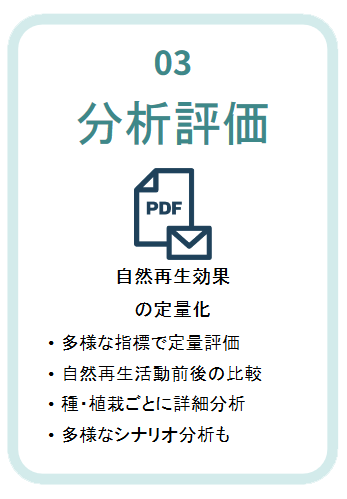 03
分析評価
PDF
自然再生効果
の定量化
・多様な指標で定量評価
・自然再生活動前後の比較
・種・植栽ごとに詳細分析
・多様なシナリオ分析も